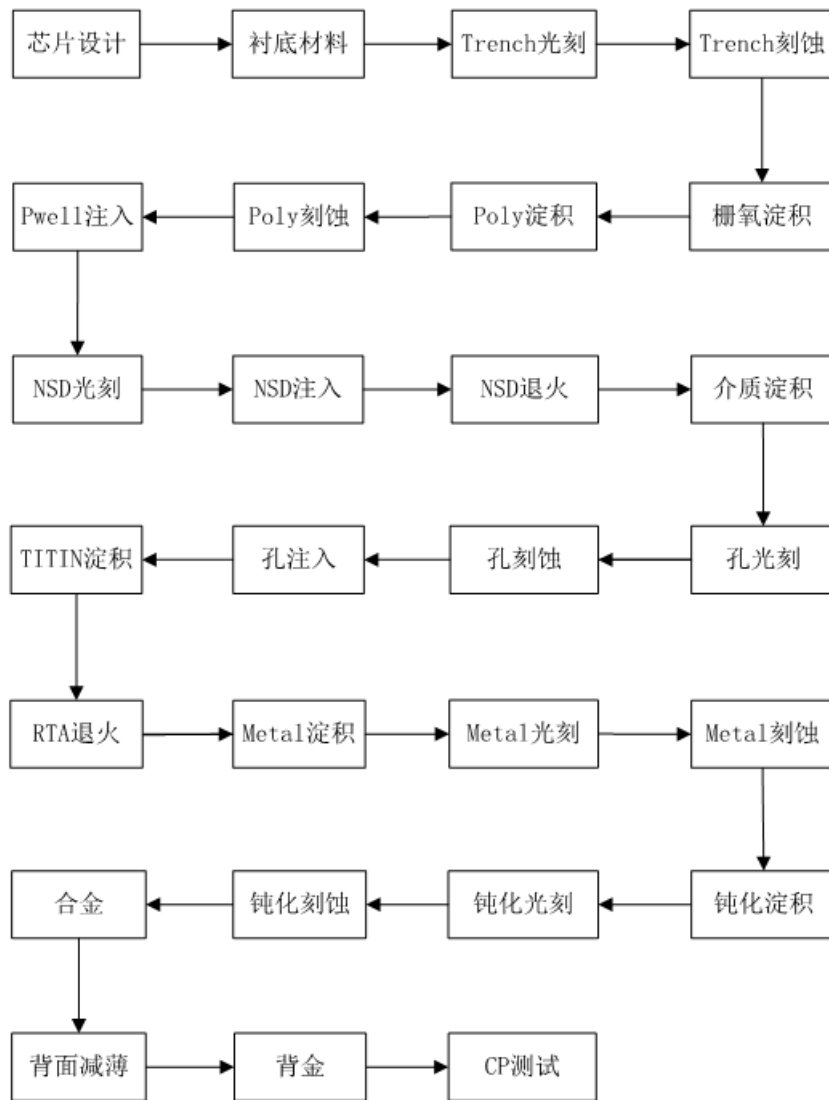 芯片设计
衬底材料
Trench光刻
Trench刻蚀
Pwell注入
Poly刻蚀
Poly淀积
栅氧淀积
NSD光刻
NSD注入
NSD退火
介质淀积
TITIN淀积
孔注入
孔刻蚀
孔光刻
RTA退火
Metal淀积
Metal光刻
Metal刻蚀
合金
钝化刻蚀
钝化光刻
钝化淀积
背面减薄
背金
CP测试